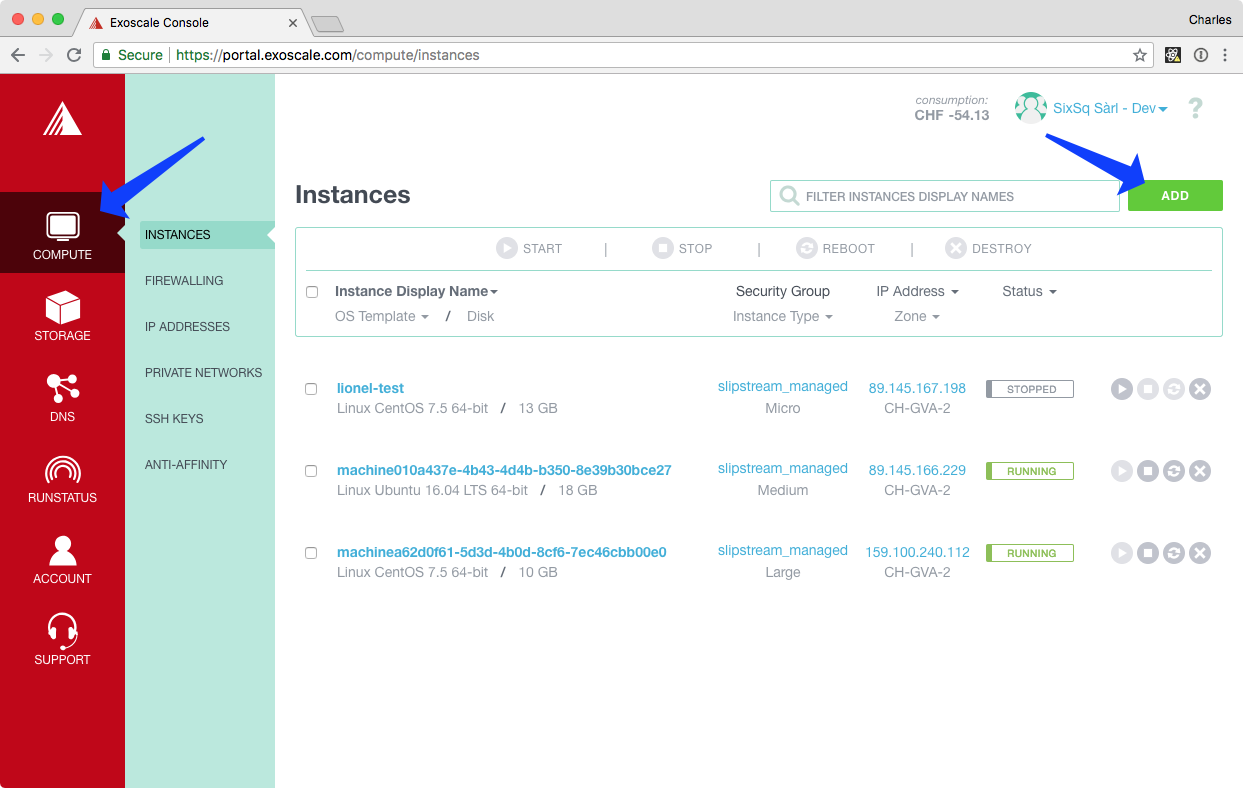 Exoscale Console
Charles
Secure https://portal.exoscale.com/compute/instances
consumption:
CHF -54.13
SixSq Sàrl - Dev
?
COMPUTE
STORAGE
DNS
RUNSTATUS
ACCOUNT
SUPPORT
INSTANCES
FIREWALLING
IP ADDRESSES
PRIVATE NETWORKS
SSH KEYS
ANTI-AFFINITY
Instances
FILTER INSTANCES DISPLAY NAMES
ADD
START | STOP | REBOOT | DESTROY
Instance Display Name Security Group IP Address Status
OS Template / Disk Instance Type Zone
lionel-test slipstream_managed 89.145.167.198 STOPPED
Linux CentOS 7.5 64-bit / 13 GB Micro CH-GVA-2
machine010a437e-4b43-4d4b-b350-8e39b30bce27 slipstream_managed 89.145.166.229 RUNNING
Linux Ubuntu 16.04 LTS 64-bit / 18 GB Medium CH-GVA-2
machinea62d0f61-5d3d-4b0d-8cf6-7ec46cbb00e0 slipstream_managed 159.100.240.112 RUNNING
Linux CentOS 7.5 64-bit / 10 GB Large CH-GVA-2